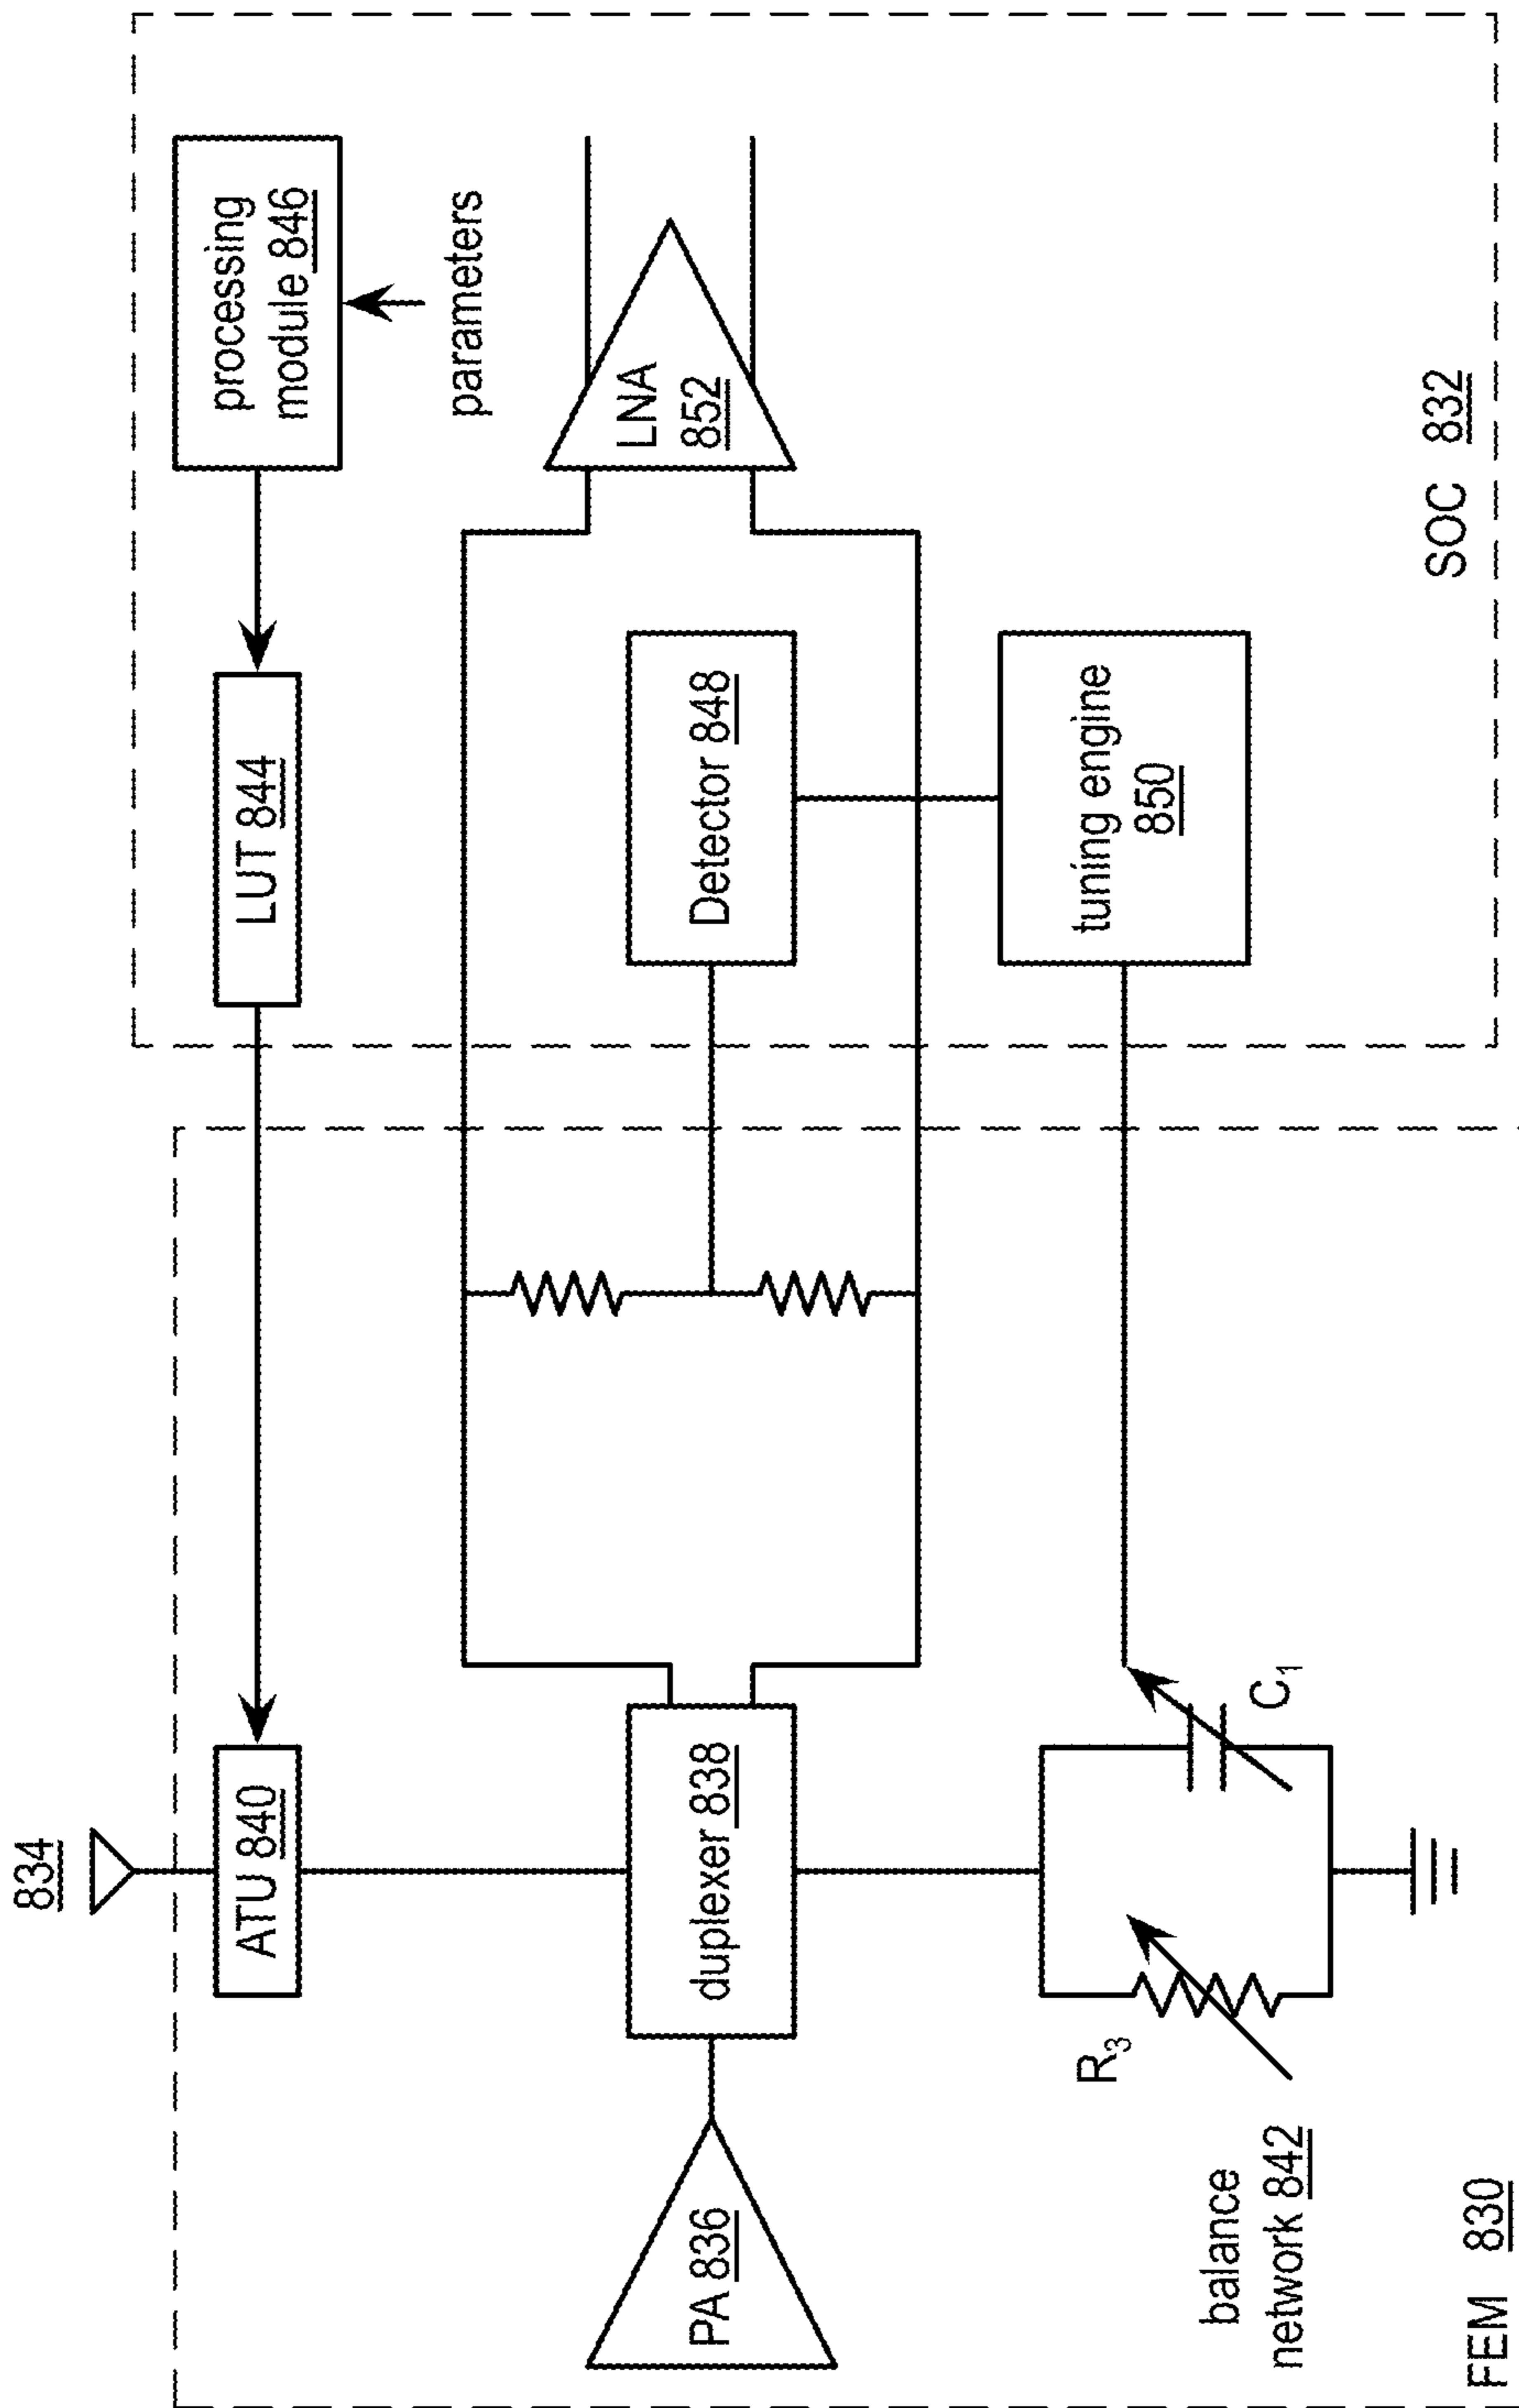 834
ATU 840
LUT 844
processing
module 846
parameters
PA 836
duplexer 838
Detector 848
LNA
852
tuning engine
850
R3
C1
balance
network 842
FEM 830
SOC 832